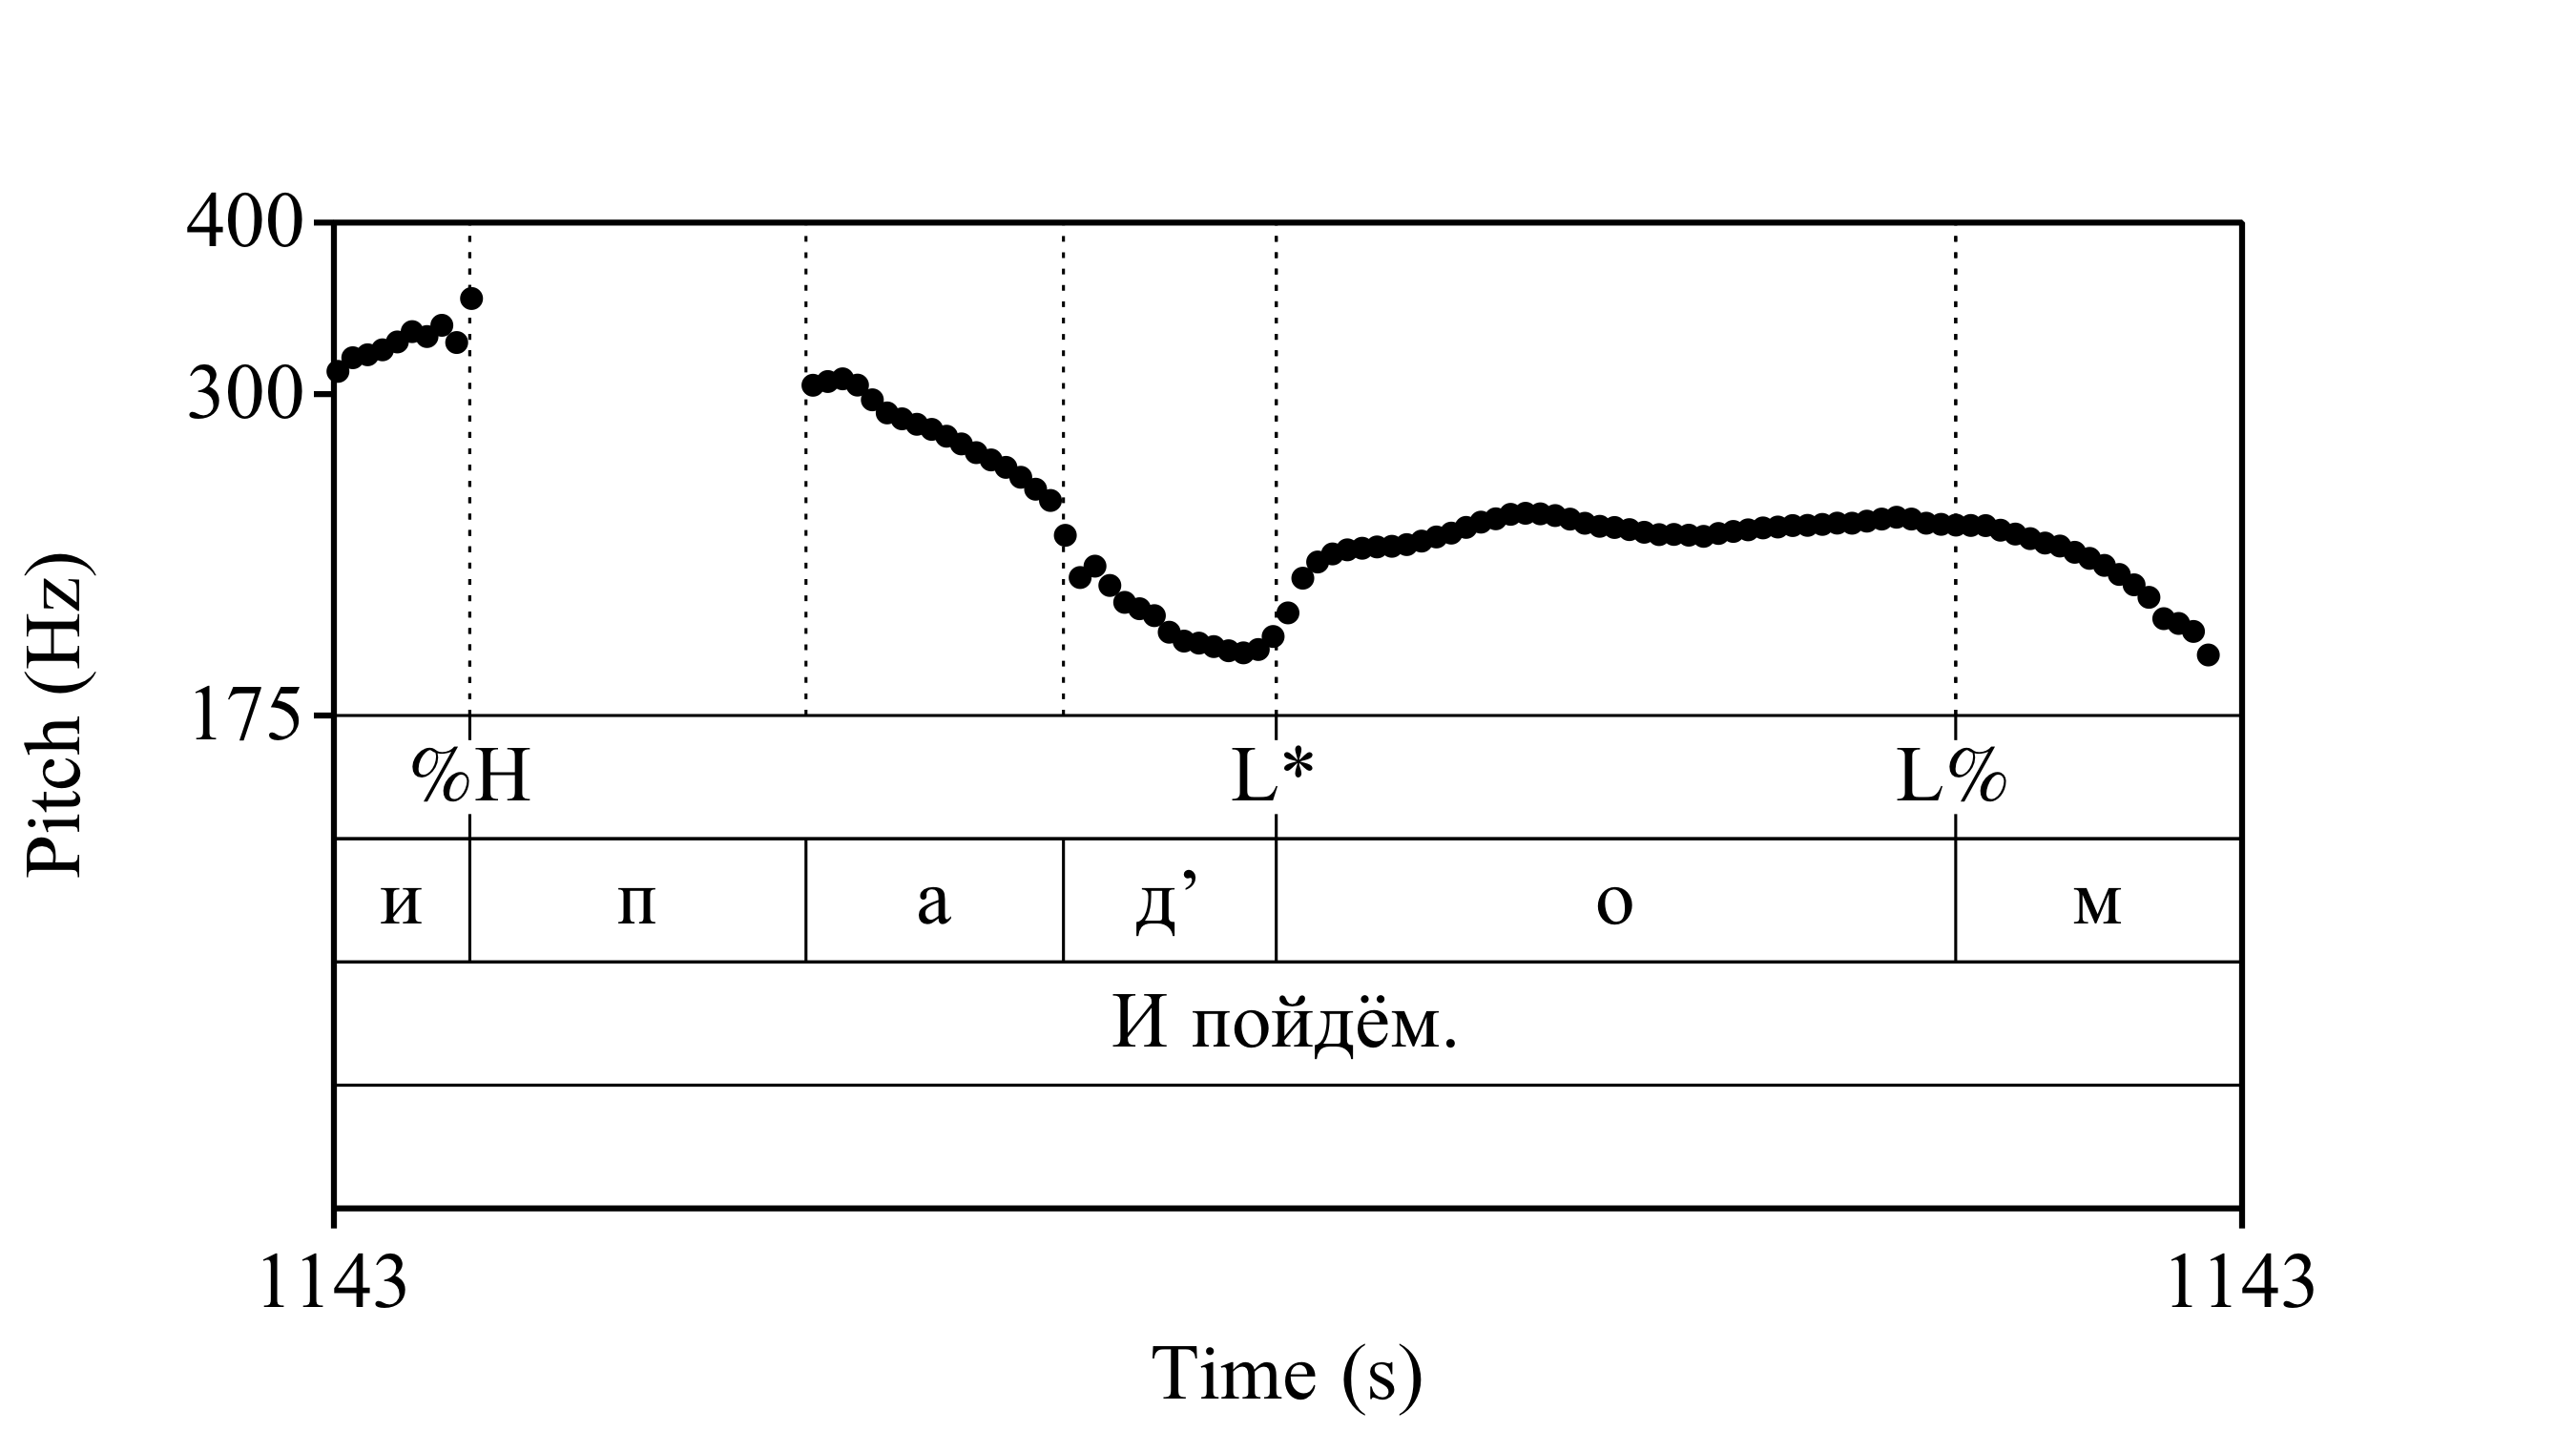 400
300
175
Pitch (Hz)
%H L* L%
и п а д’ о м
И пойдём.
1143 1143
Time (s)